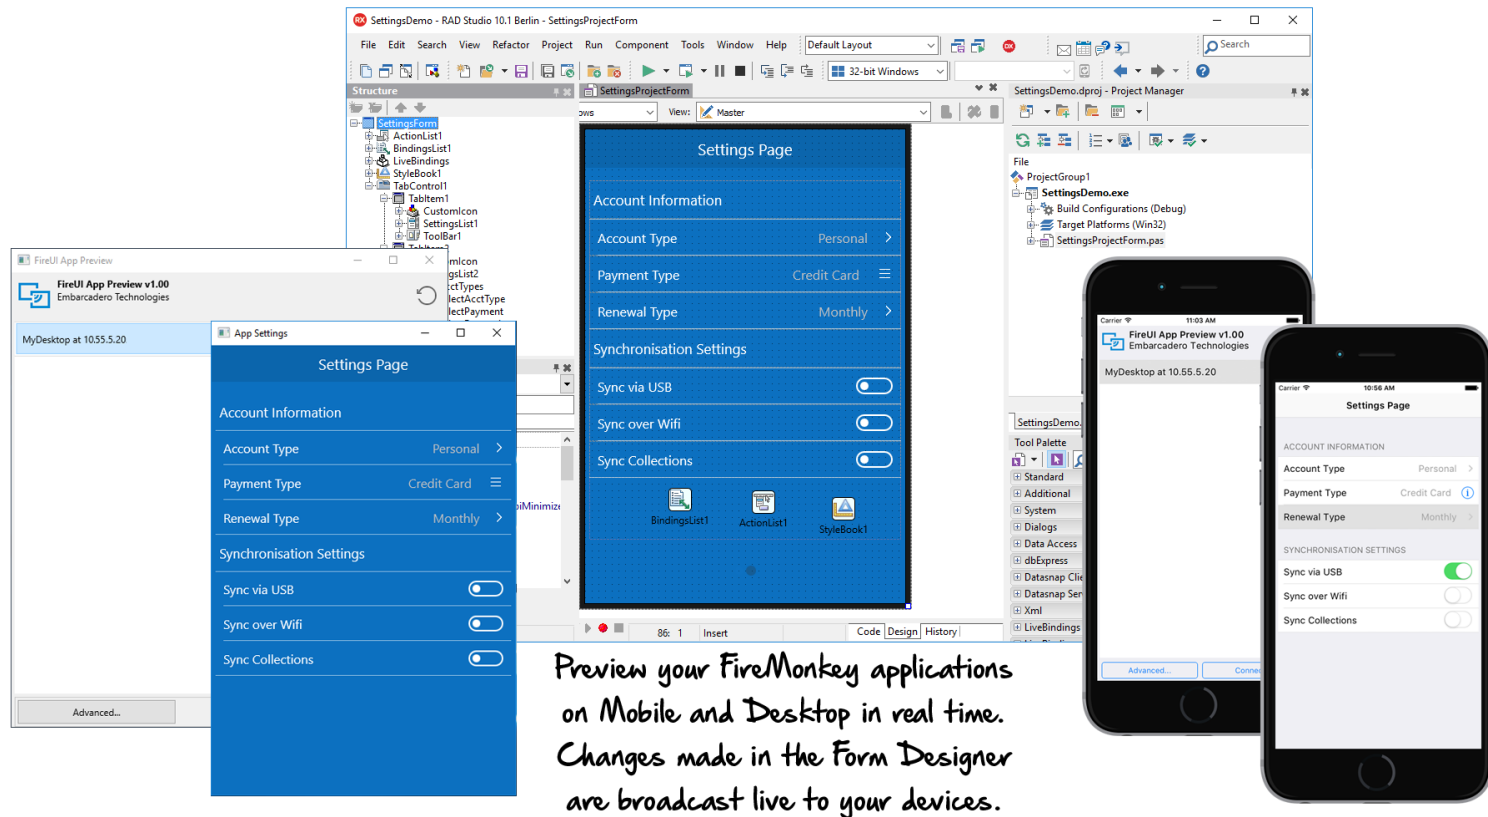 SettingsDemo - RAD Studio 10.1 Berlin - SettingsProjectForm
File Edit Search View Refactor Project Run Component Tools Window Help
Default Layout
Search
32-bit Windows
Structure
SettingsForm
ActionList1
BindingsList1
LiveBindings
StyleBook1
TabControl1
TabItem1
CustomIcon
SettingsList1
ToolBar1
SettingsProjectForm
View: Master
Settings Page
Account Information
Account Type Personal
Payment Type Credit Card
Renewal Type Monthly
Synchronisation Settings
Sync via USB
Sync over Wifi
Sync Collections
BindingsList1
ActionList1
StyleBook1
86: 1 Insert
Code Design History
SettingsDemo.dproj - Project Manager
File
ProjectGroup1
SettingsDemo.exe
Build Configurations (Debug)
Target Platforms (Win32)
SettingsProjectForm.pas
SettingsDemo.
Tool Palette
Standard
Additional
System
Dialogs
Data Access
dbExpress
Datasnap Clie
Datasnap Ser
Xml
LiveBindings
FireUI App Preview
FireUI App Preview v1.00
Embarcadero Technologies
MyDesktop at 10.55.5.20
Advanced...
App Settings
Settings Page
Account Information
Account Type Personal
Payment Type Credit Card
Renewal Type Monthly
Synchronisation Settings
Sync via USB
Sync over Wifi
Sync Collections
Carrier 11:03 AM
FireUI App Preview v1.00
Embarcadero Technologies
MyDesktop at 10.55.5.20
Advanced... Conne
Carrier 10:56 AM
Settings Page
ACCOUNT INFORMATION
Account Type Personal
Payment Type Credit Card
Renewal Type Monthly
SYNCHRONISATION SETTINGS
Sync via USB
Sync over Wifi
Sync Collections
Preview your FireMonkey applications
on Mobile and Desktop in real time.
Changes made in the Form Designer
are broadcast live to your devices.